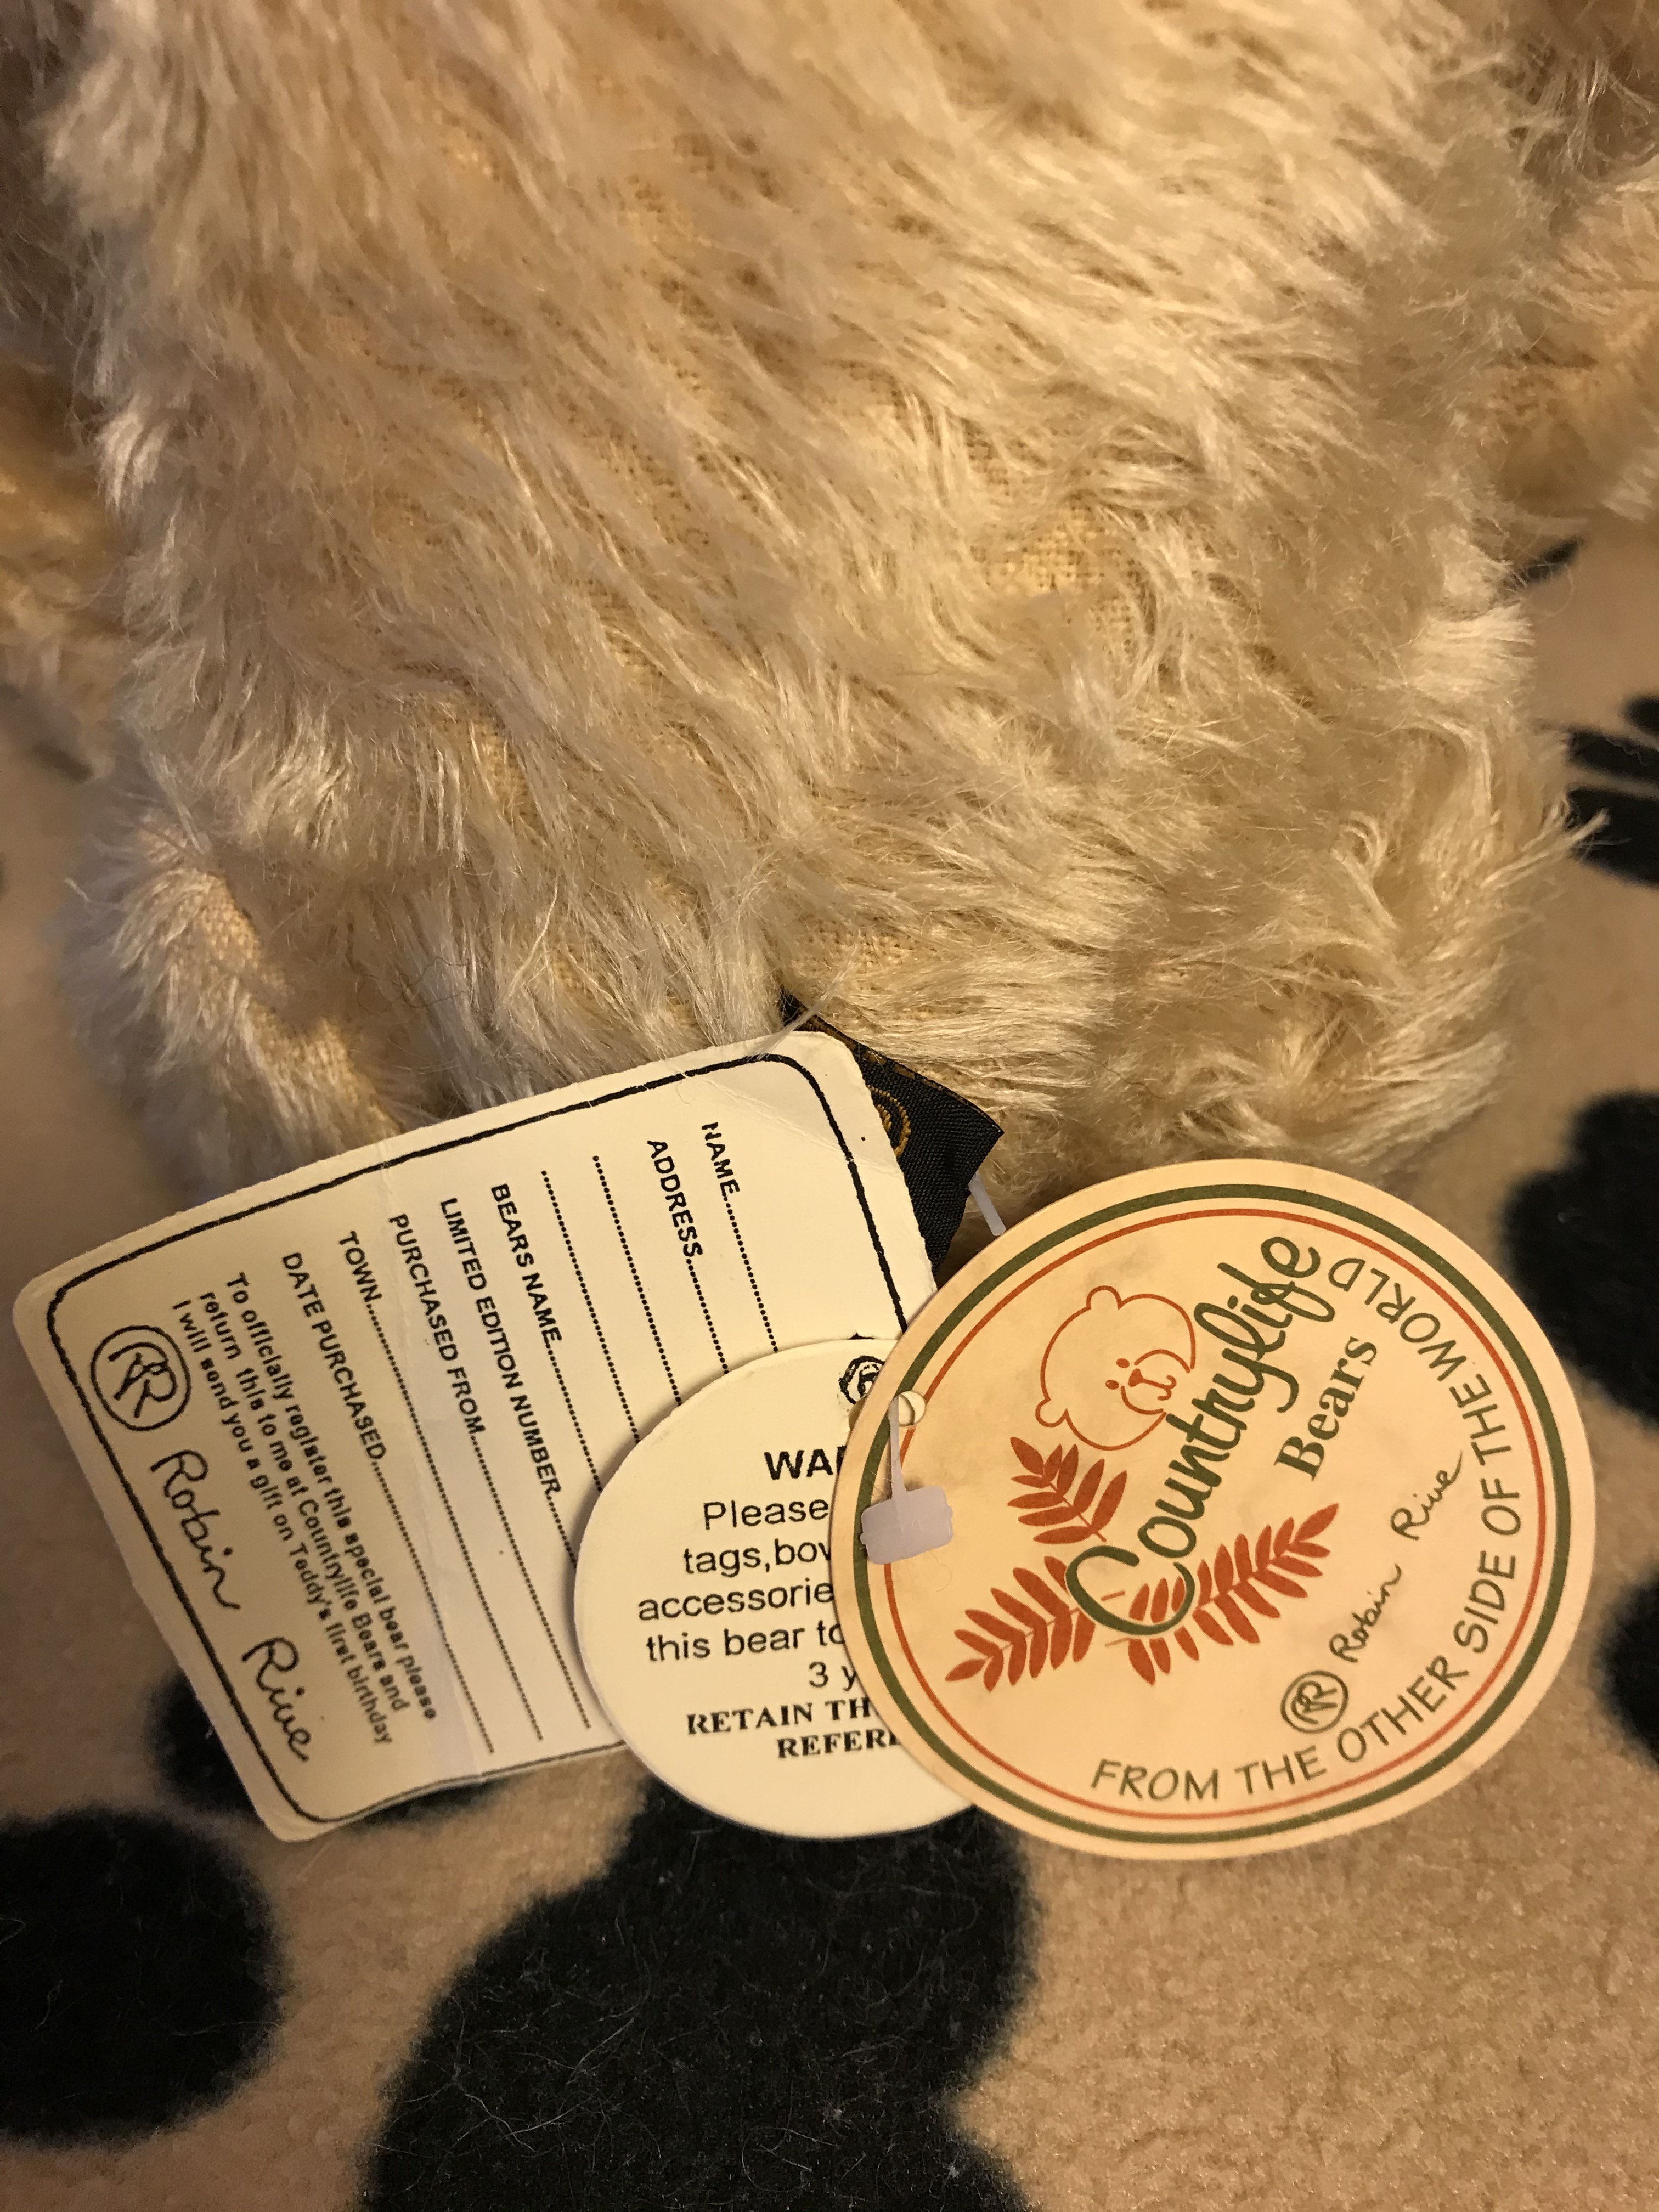 NAME
ADDRESS
BEARS NAME
LIMITED EDITION NUMBER
PURCHASED FROM
TOWN
DATE PURCHASED
To officially register this special bear please
return this to me at Countrylife Bears and
I will send you a gift on Teddy's first birthday
RR Robin Rive
WAR
Please
tags,bow
accessorie
this bear to
3 y
RETAIN TH
REFERE
Countrylife
Bears
RR Robin Rive
FROM THE OTHER SIDE OF THE WORLD